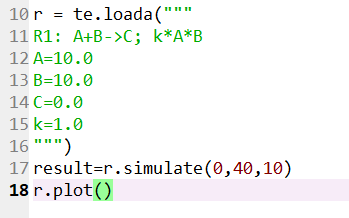 10 r = te.loada("""
11 R1: A+B->C; k*A*B
12 A=10.0
13 B=10.0
14 C=0.0
15 k=1.0
16 """)
17 result=r.simulate(0,40,10)
18 r.plot()